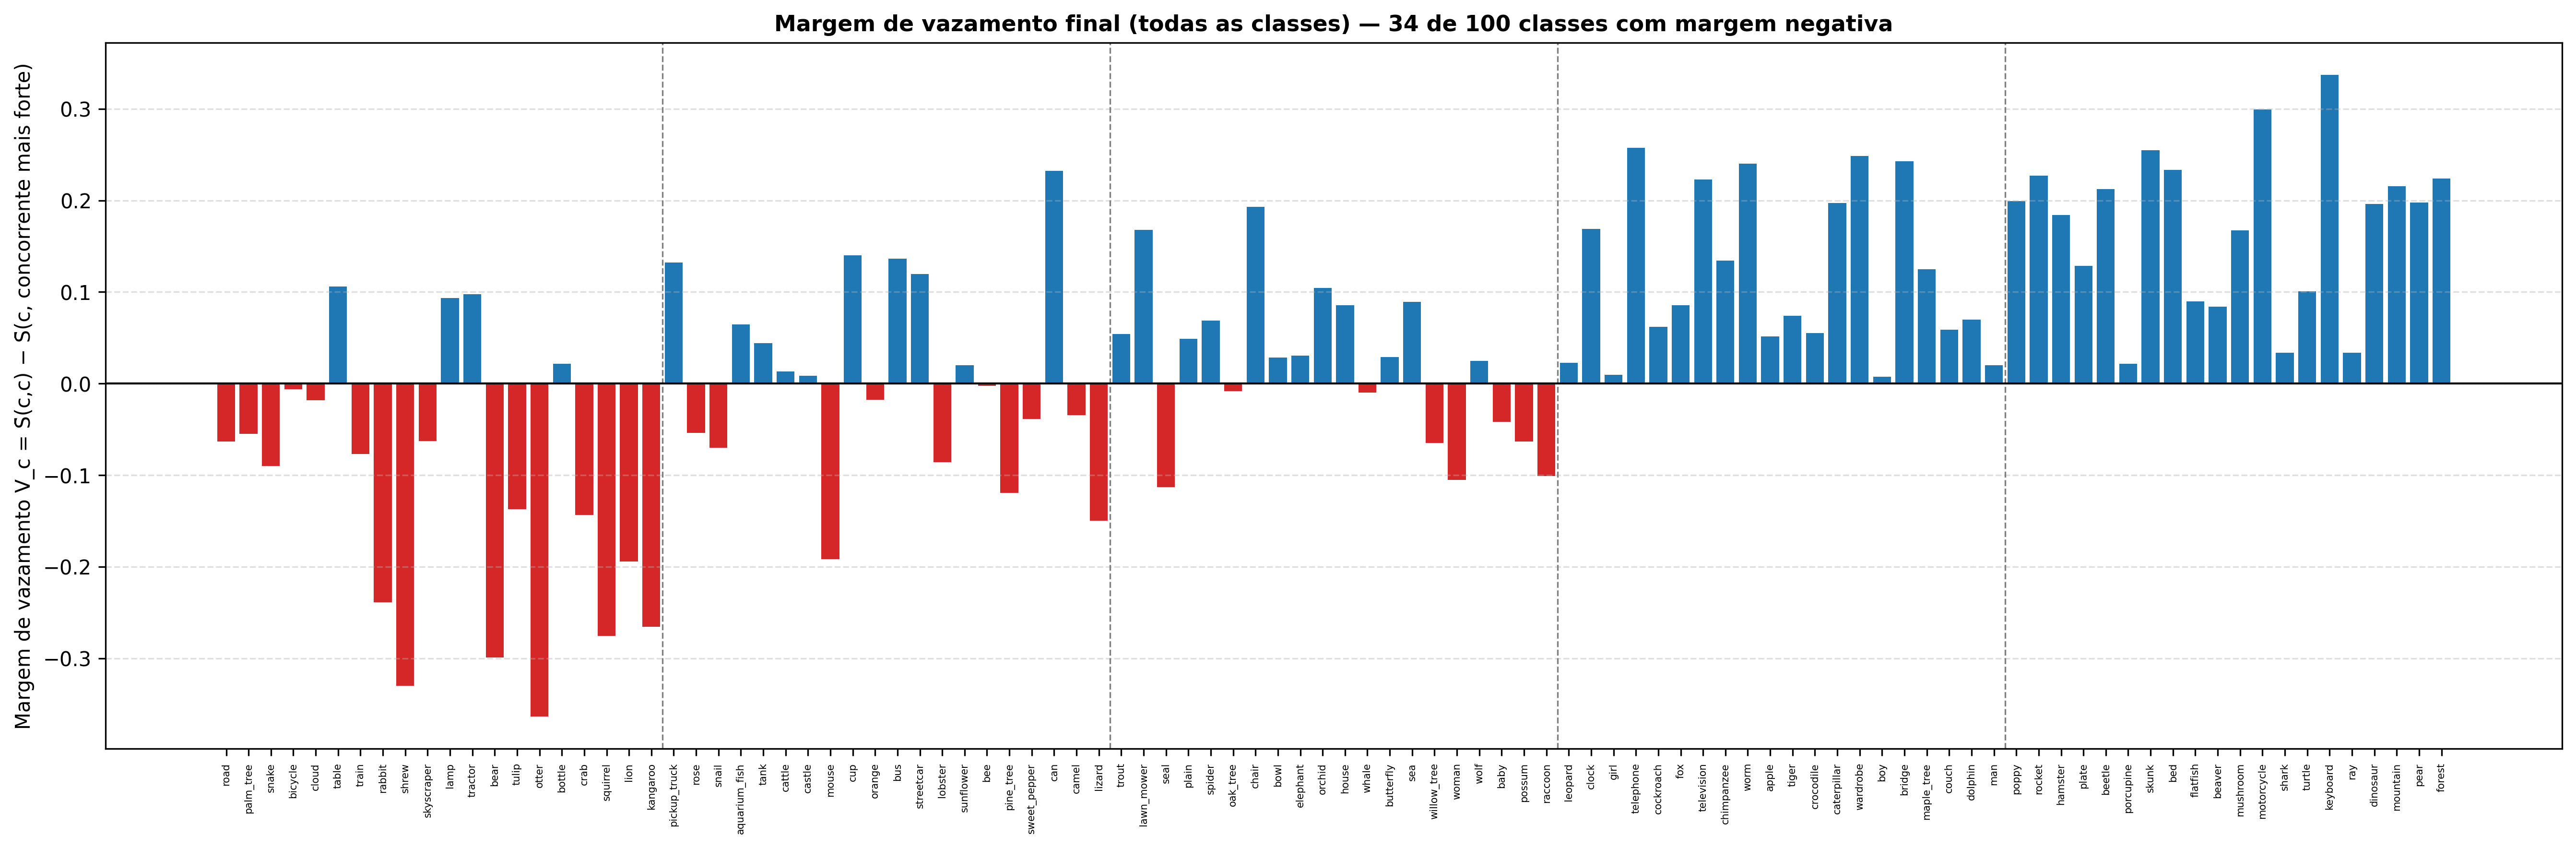 Margem de vazamento final (todas as classes) — 34 de 100 classes com margem negativa
Margem de vazamento V_c = S(c,c) − S(c, concorrente mais forte)
0.3
0.2
0.1
0.0
−0.1
−0.2
−0.3
road
palm_tree
snake
bicycle
cloud
table
train
rabbit
shrew
skyscraper
lamp
tractor
bear
tulip
otter
bottle
crab
squirrel
lion
kangaroo
pickup_truck
rose
snail
aquarium_fish
tank
cattle
castle
mouse
cup
orange
bus
streetcar
lobster
sunflower
bee
pine_tree
sweet_pepper
can
camel
lizard
trout
lawn_mower
seal
plain
spider
oak_tree
chair
bowl
elephant
orchid
house
whale
butterfly
sea
willow_tree
woman
wolf
baby
possum
raccoon
leopard
clock
girl
telephone
cockroach
fox
television
chimpanzee
worm
apple
tiger
crocodile
caterpillar
wardrobe
boy
bridge
maple_tree
couch
dolphin
man
poppy
rocket
hamster
plate
beetle
porcupine
skunk
bed
flatfish
beaver
mushroom
motorcycle
shark
turtle
keyboard
ray
dinosaur
mountain
pear
forest